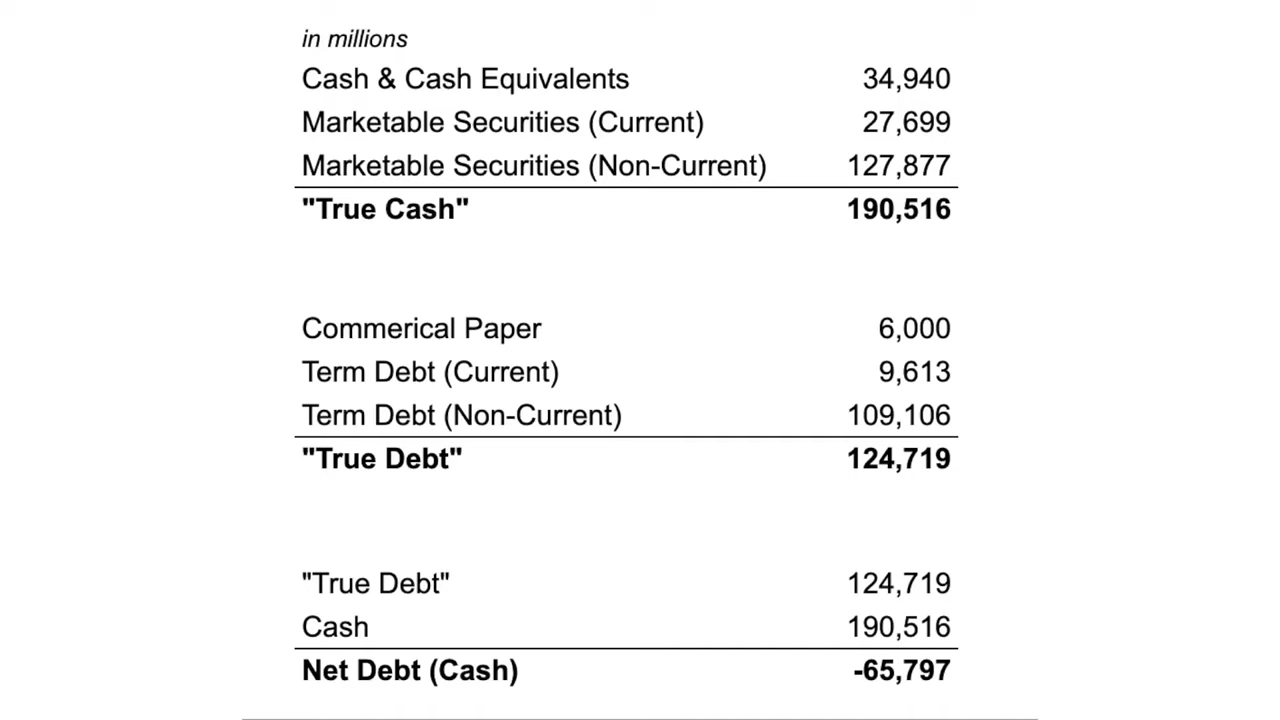 in millions
Cash & Cash Equivalents 34,940
Marketable Securities (Current) 27,699
Marketable Securities (Non-Current) 127,877
"True Cash" 190,516
Commerical Paper 6,000
Term Debt (Current) 9,613
Term Debt (Non-Current) 109,106
"True Debt" 124,719
"True Debt" 124,719
Cash 190,516
Net Debt (Cash) -65,797